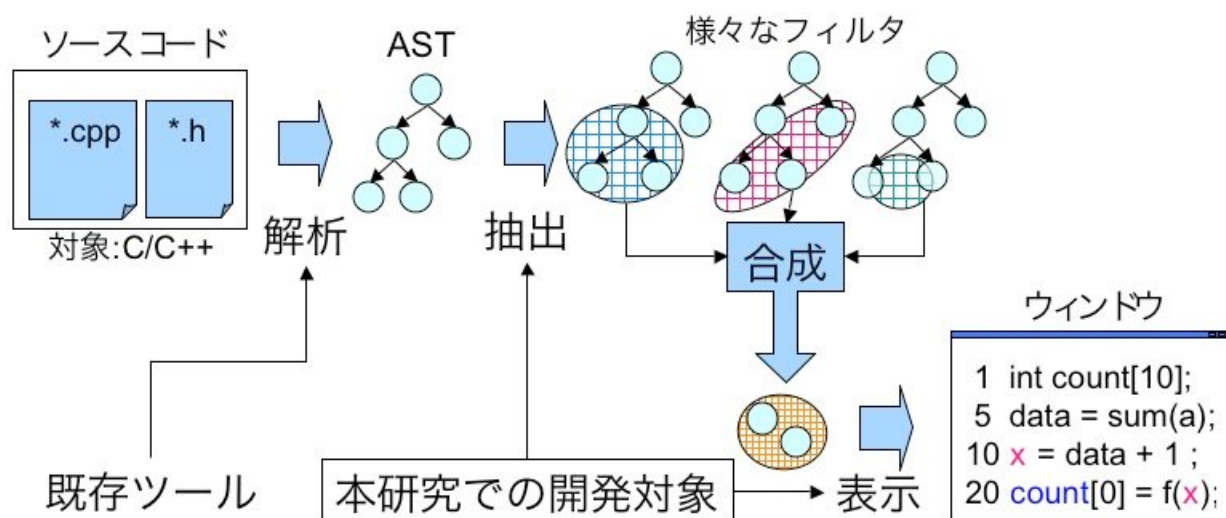 ソースコード
AST
様々なフィルタ
*.cpp
*.h
対象:C/C++
解析
抽出
合成
ウィンドウ
1 int count[10];
5 data = sum(a);
10 x = data + 1 ;
20 count[0] = f(x);
既存ツール
本研究での開発対象
表示